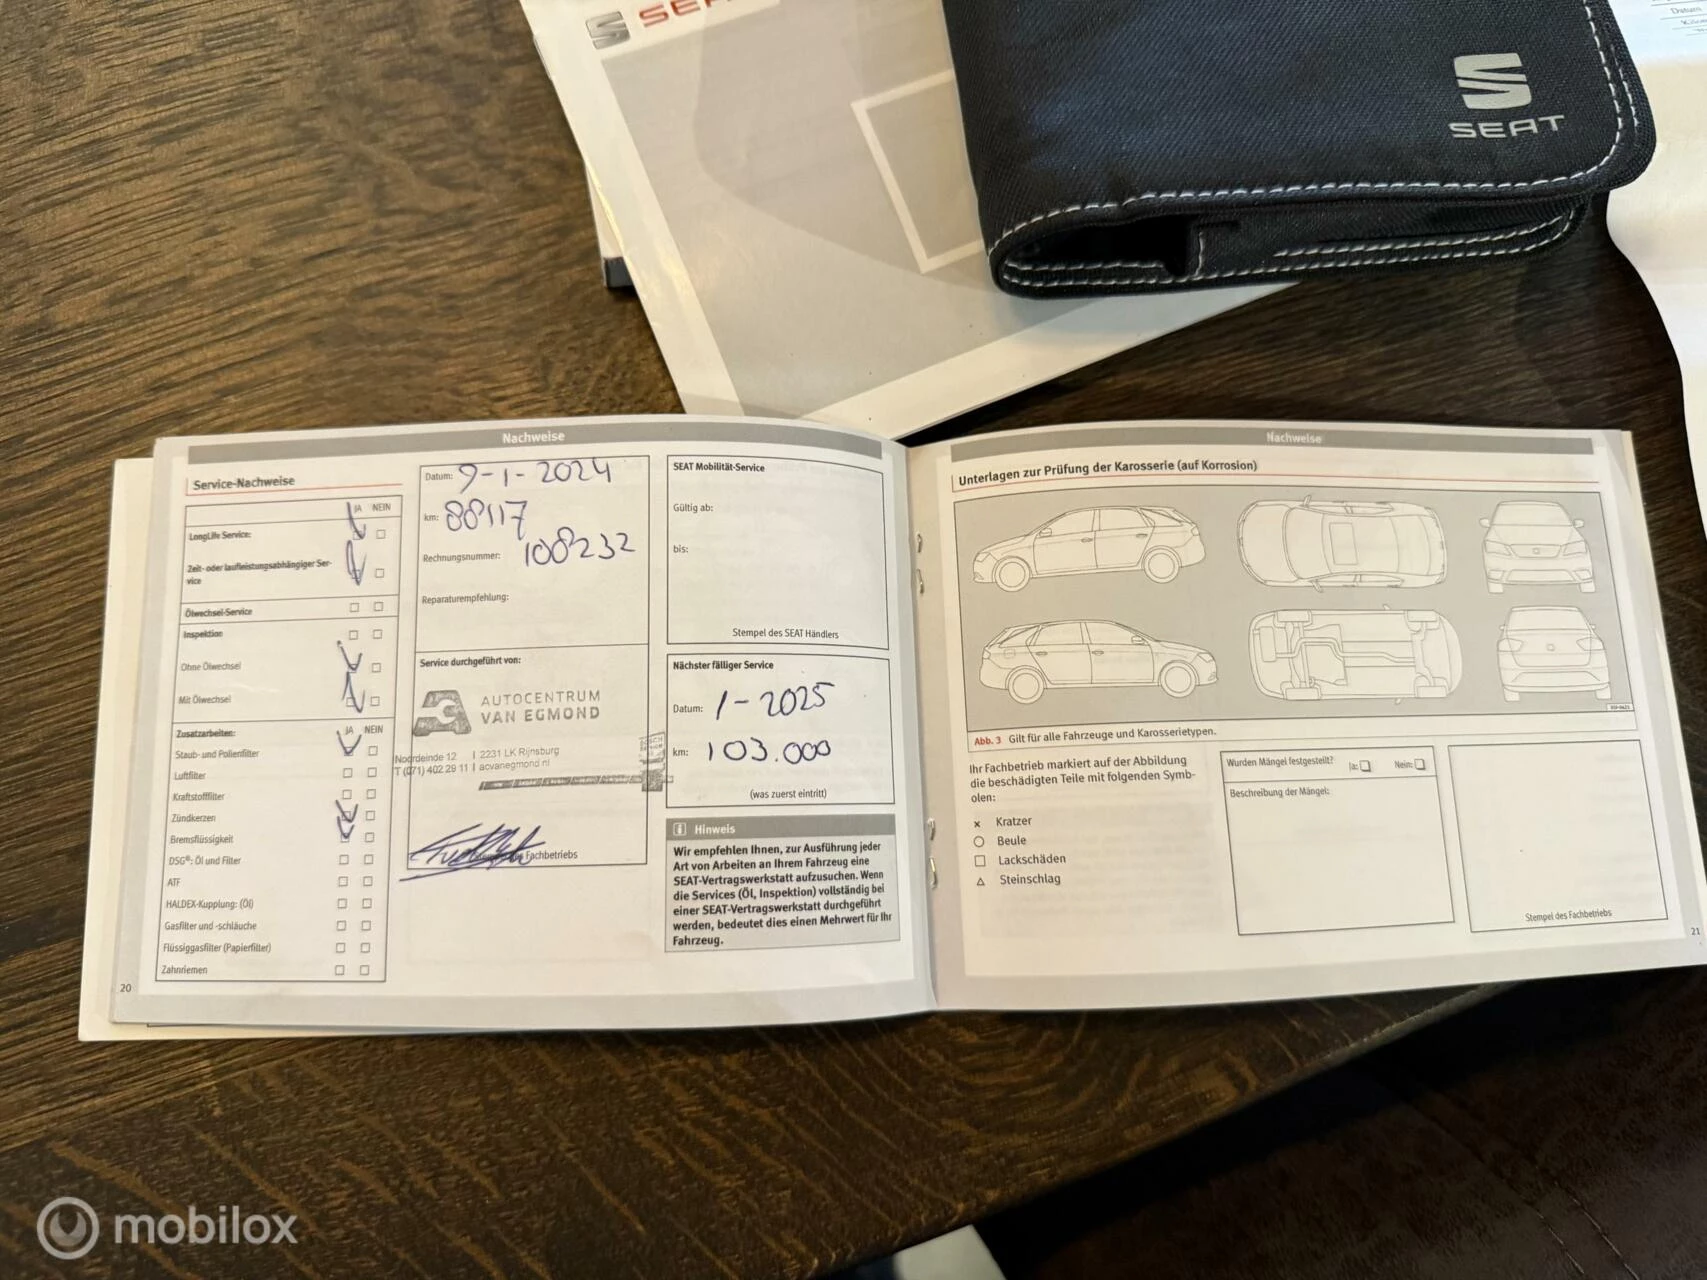 SEAT
Datum
Nachweise
Service-Nachweise
JA NEIN
LongLife Service:
Zeit- oder laufleistungsabhängiger Ser-
vice
Ölwechsel-Service
Inspektion
Ohne Ölwechsel
Mit Ölwechsel
Zusatzarbeiten:
JA NEIN
Staub- und Pollenfilter
Luftfilter
Kraftstofffilter
Zündkerzen
Bremsflüssigkeit
DSG®: Öl und Filter
ATF
HALDEX-Kupplung: (Öl)
Gasfilter und -schläuche
Flüssiggasfilter (Papierfilter)
Zahnriemen
20
Datum: 9-1-2024
km: 88117
Rechnungsnummer: 108232
Reparaturempfehlung:
Service durchgeführt von:
AUTOCENTRUM
VAN EGMOND
Noordeinde 12 | 2231 LK Rijnsburg
T (071) 402 29 11 | acvanegmond.nl
Fachbetriebs
SEAT Mobilität-Service
Gültig ab:
bis:
Stempel des SEAT Händlers
Nächster fälliger Service
Datum: 1-2025
km: 103.000
(was zuerst eintritt)
Hinweis
Wir empfehlen Ihnen, zur Ausführung jeder
Art von Arbeiten an Ihrem Fahrzeug eine
SEAT-Vertragswerkstatt aufzusuchen. Wenn
die Services (Öl, Inspektion) vollständig bei
einer SEAT-Vertragswerkstatt durchgeführt
werden, bedeutet dies einen Mehrwert für Ihr
Fahrzeug.
Nachweise
Unterlagen zur Prüfung der Karosserie (auf Korrosion)
Abb. 3 Gilt für alle Fahrzeuge und Karosserietypen.
Ihr Fachbetrieb markiert auf der Abbildung
die beschädigten Teile mit folgenden Symb-
olen:
x Kratzer
○ Beule
□ Lackschäden
△ Steinschlag
Wurden Mängel festgestellt? Ja: Nein:
Beschreibung der Mängel:
Stempel des Fachbetriebs
21
mobilox